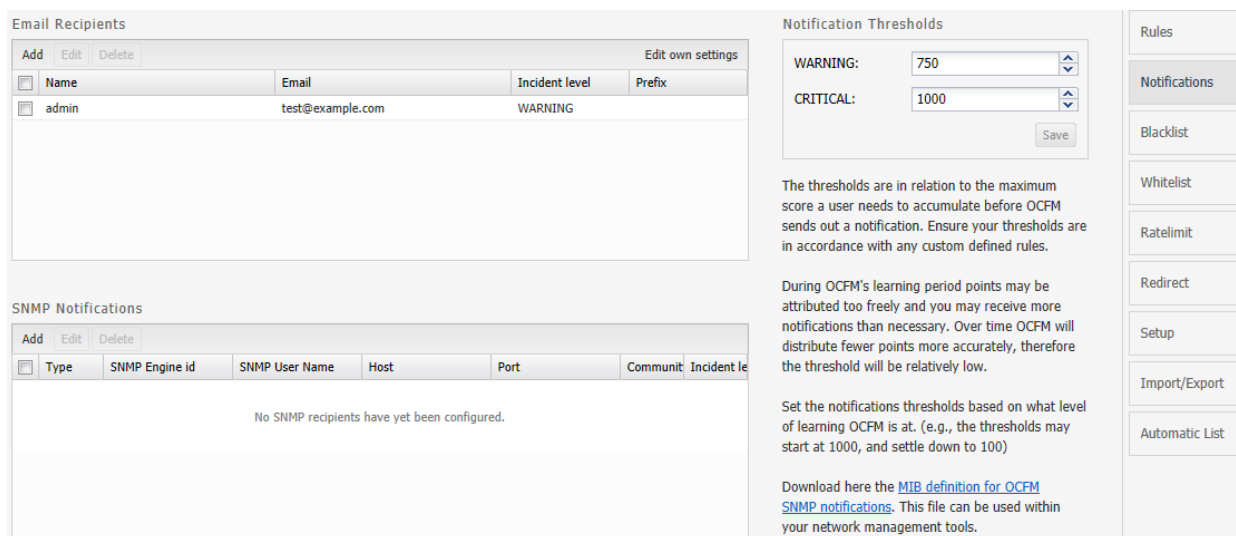 Email Recipients
Add Edit Delete Edit own settings
Name Email Incident level Prefix
admin test@example.com WARNING
SNMP Notifications
Add Edit Delete
Type SNMP Engine id SNMP User Name Host Port Communit Incident le
No SNMP recipients have yet been configured.
Notification Thresholds
WARNING: 750
CRITICAL: 1000
Save
The thresholds are in relation to the maximum
score a user needs to accumulate before OCFM
sends out a notification. Ensure your thresholds are
in accordance with any custom defined rules.
During OCFM's learning period points may be
attributed too freely and you may receive more
notifications than necessary. Over time OCFM will
distribute fewer points more accurately, therefore
the threshold will be relatively low.
Set the notifications thresholds based on what level
of learning OCFM is at. (e.g., the thresholds may
start at 1000, and settle down to 100)
Download here the MIB definition for OCFM
SNMP notifications. This file can be used within
your network management tools.
Rules
Notifications
Blacklist
Whitelist
Ratelimit
Redirect
Setup
Import/Export
Automatic List